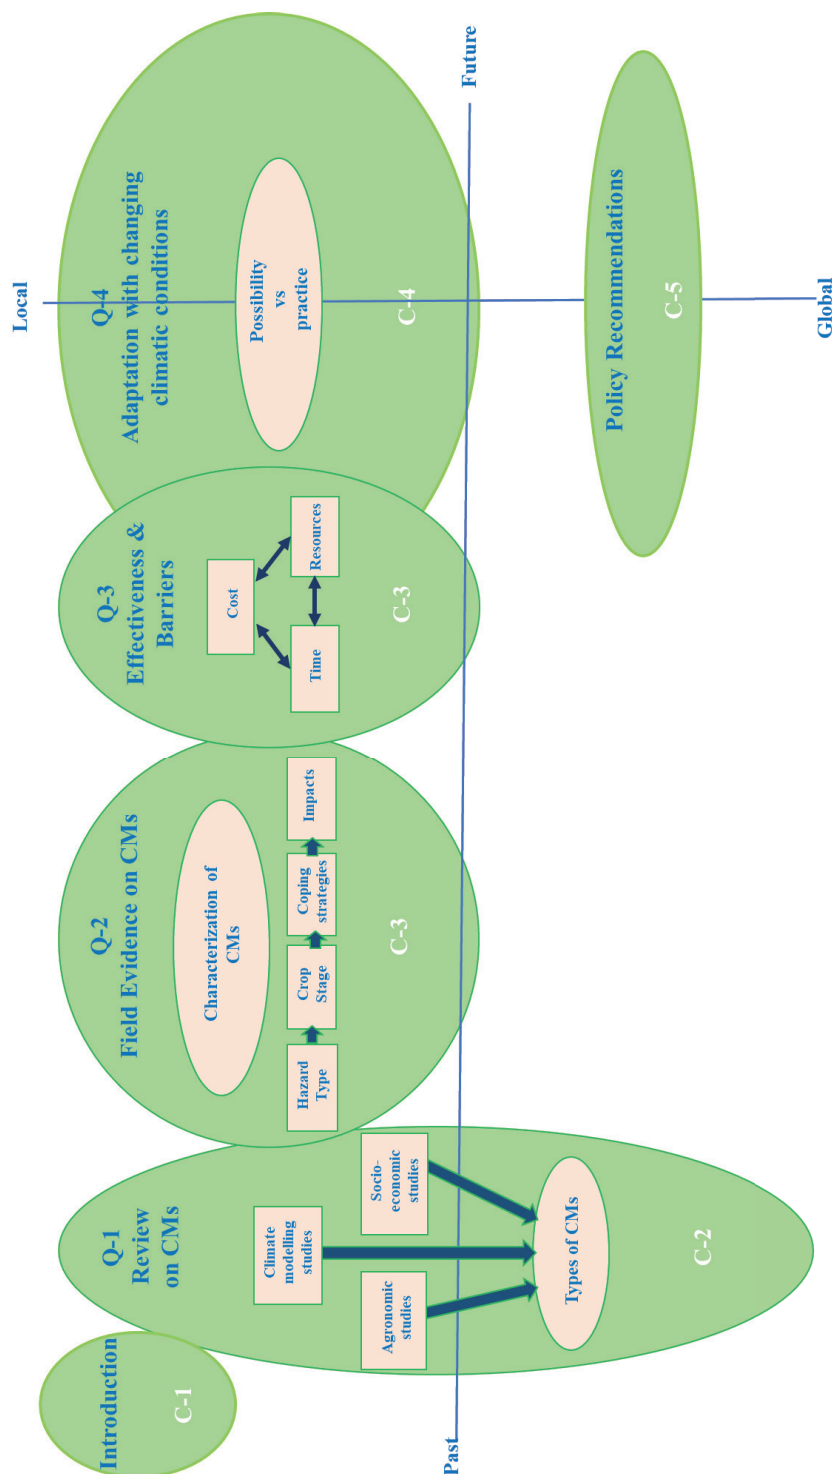 Local
Introduction
C-1
Q-1
Review
on CMs
Climate
modelling
studies
Agronomic
studies
Socio-
economic
studies
Types of CMs
C-2
Q-2
Field Evidence on CMs
Characterization of
CMs
Hazard
Type
Crop
Stage
Coping
strategies
Impacts
C-3
Q-3
Effectiveness &
Barriers
Cost
Time
Resources
C-3
Q-4
Adaptation with changing
climatic conditions
Possibility
vs
practice
C-4
Past
Future
Policy Recommendations
C-5
Global